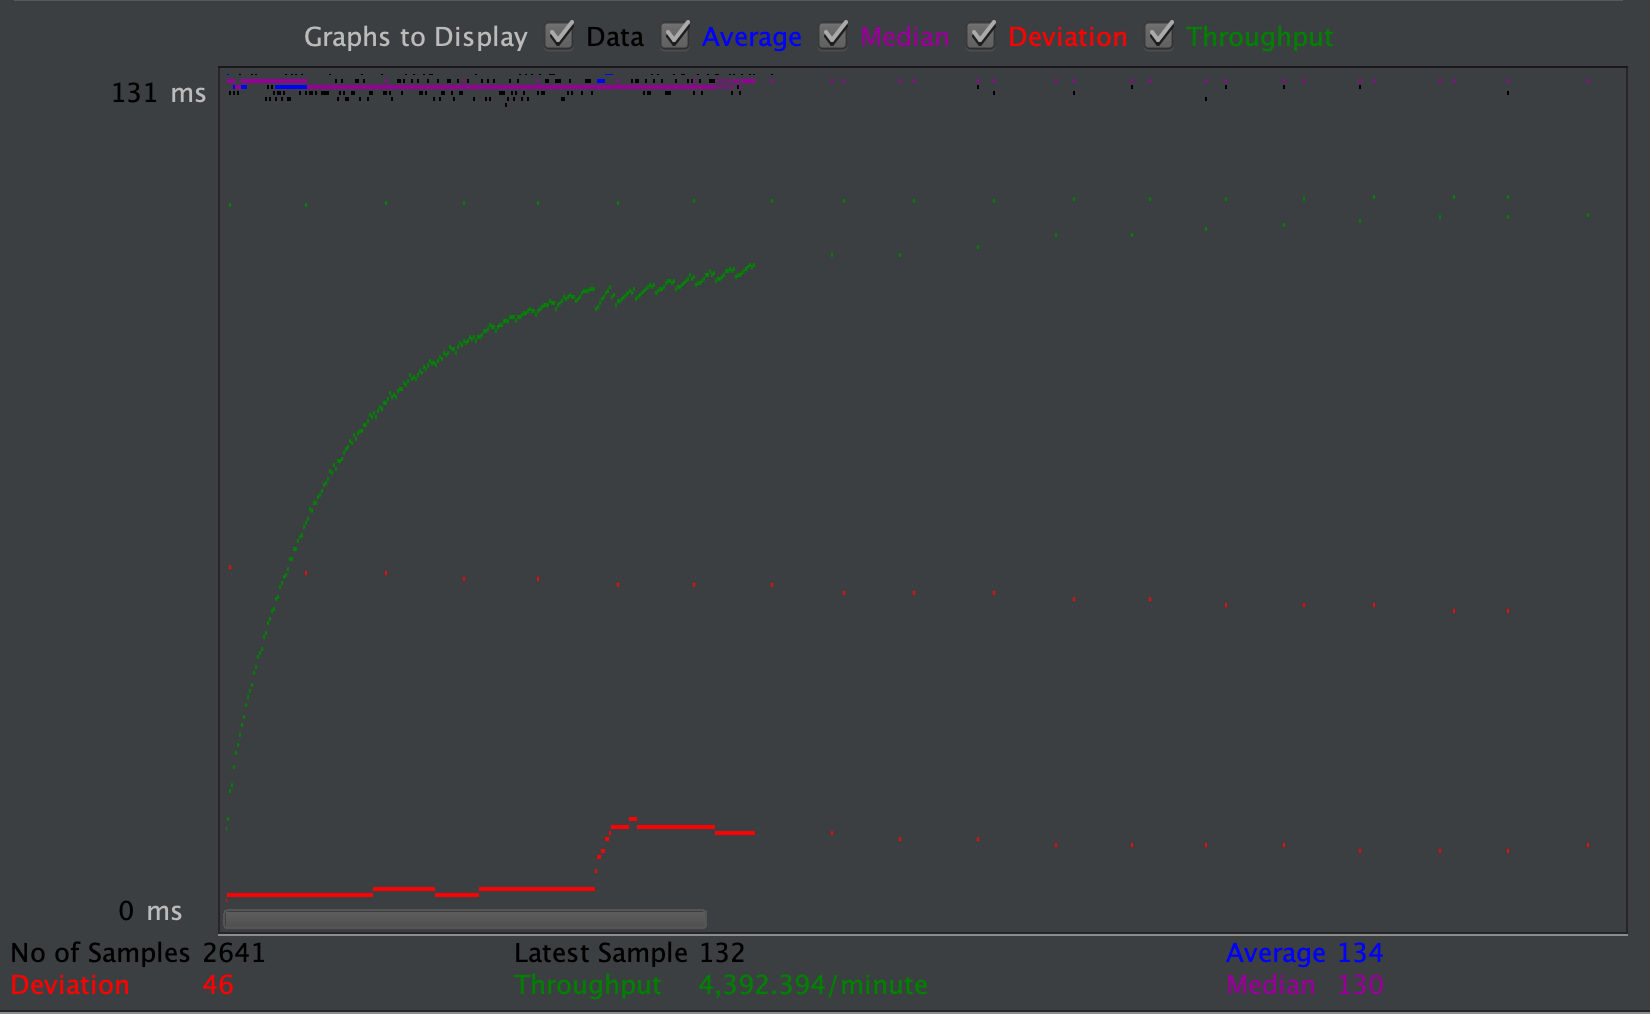 Graphs to Display Data Average Median Deviation Throughput
131 ms
0 ms
No of Samples 2641 Latest Sample 132 Average 134
Deviation 46 Throughput 4,392.394/minute Median 130